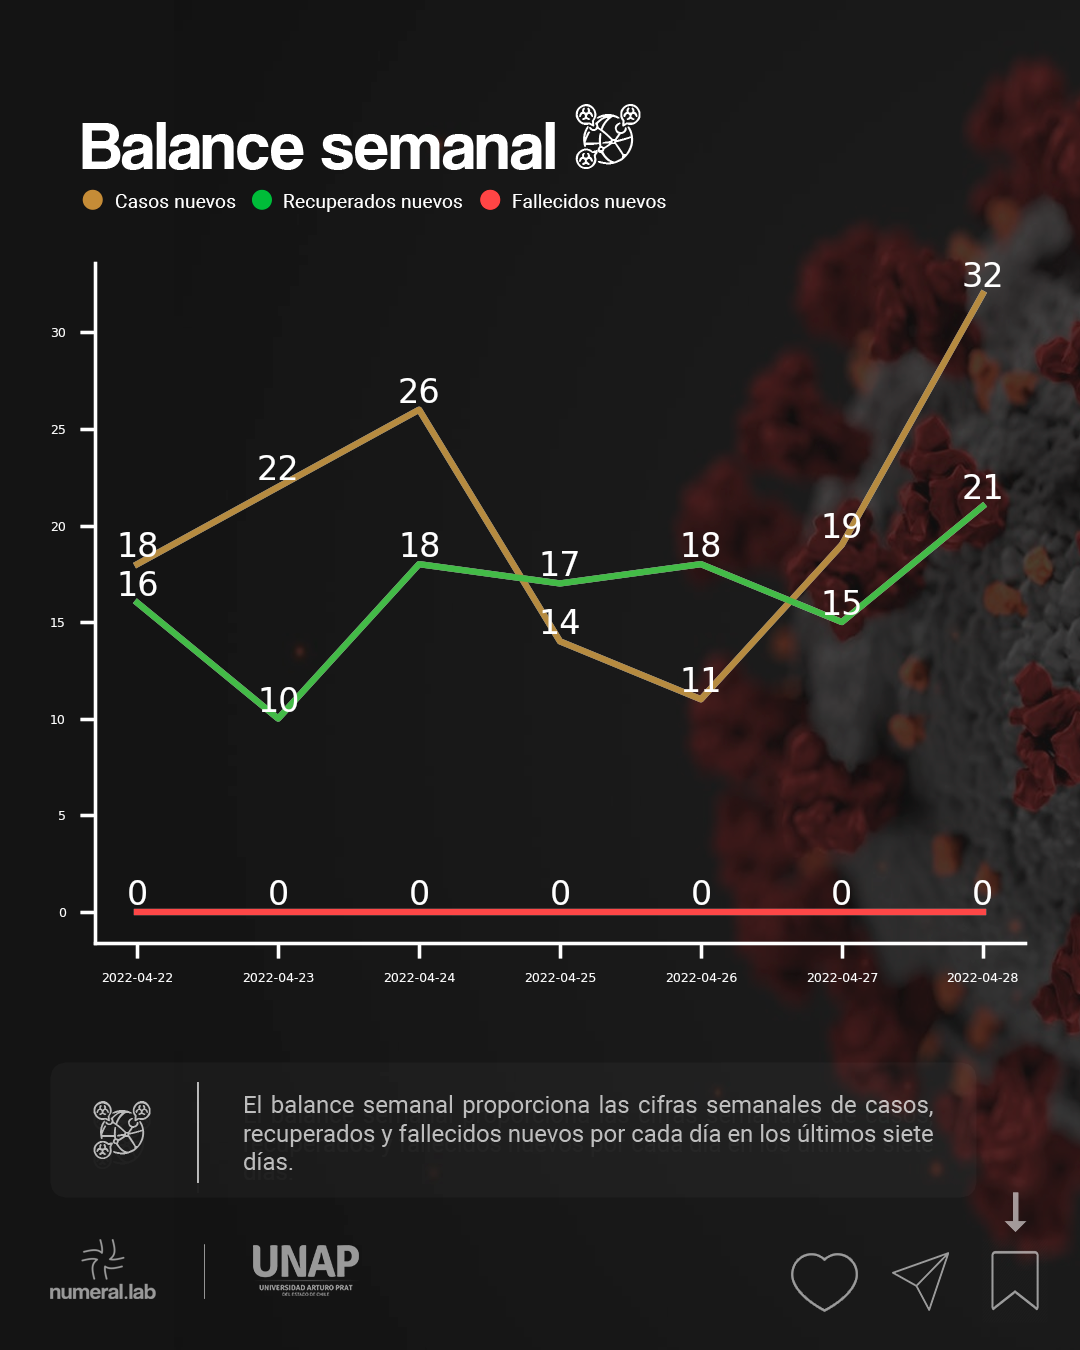 Balance semanal
Casos nuevos Recuperados nuevos Fallecidos nuevos
32
30
26
25
22
21
20
19
18
18
18
17
16
15
15
14
11
10
10
5
0 0 0 0 0 0 0
0
2022-04-22 2022-04-23 2022-04-24 2022-04-25 2022-04-26 2022-04-27 2022-04-28
El balance semanal proporciona las cifras semanales de casos,
recuperados y fallecidos nuevos por cada día en los últimos siete
días.
numeral.lab
UNAP
UNIVERSIDAD ARTURO PRAT
DEL ESTADO DE CHILE